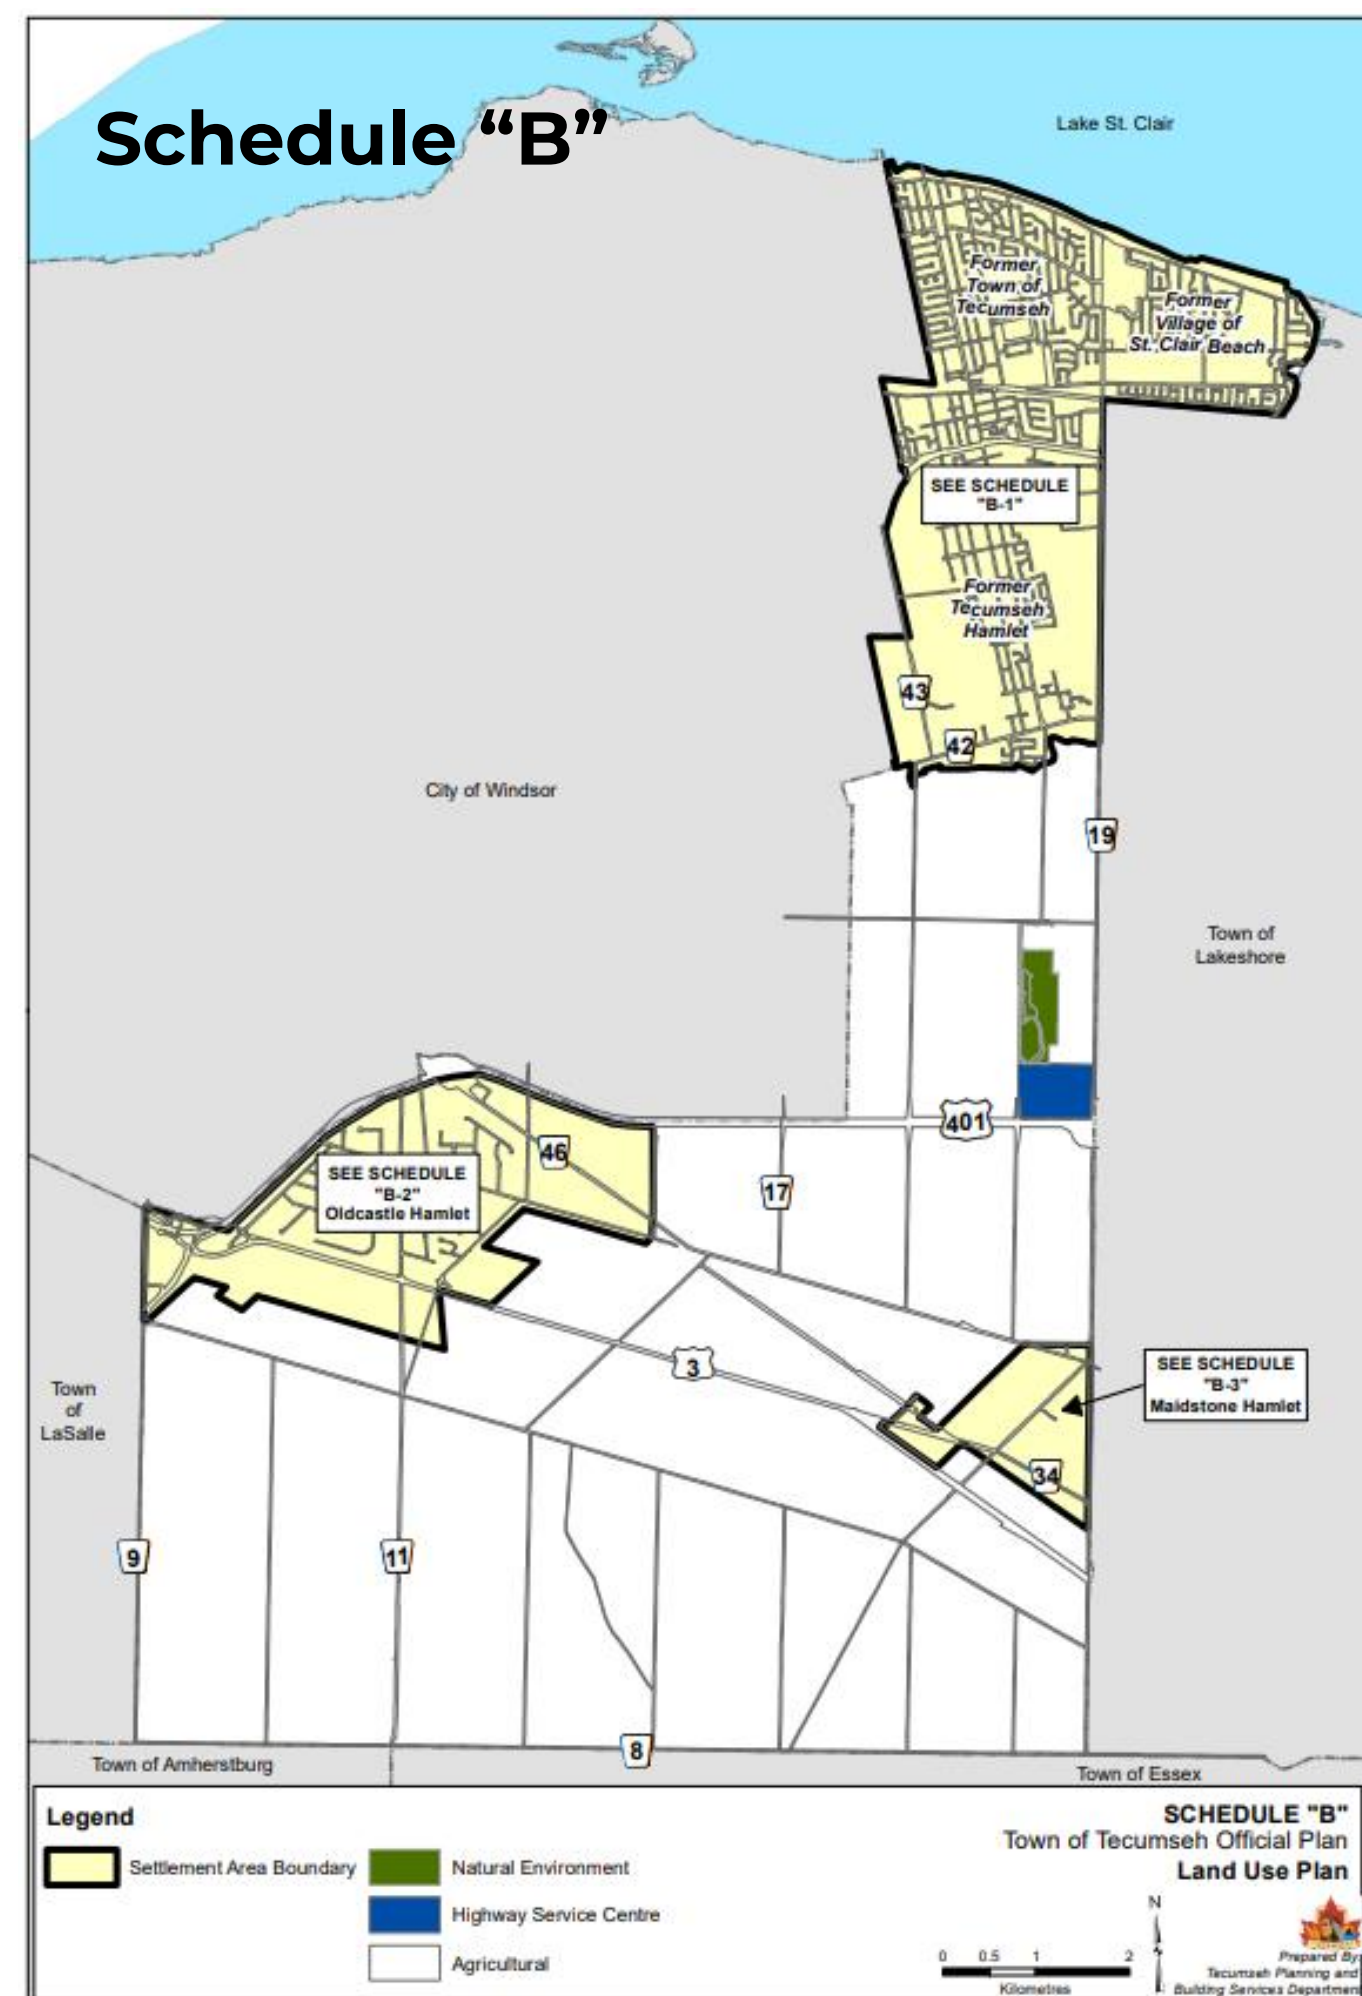 Schedule “B”
Lake St. Clair
Former
Town of
Tecumseh
Former
Village of
St. Clair Beach
SEE SCHEDULE
"B-1"
Former
Tecumseh
Hamlet
43
42
City of Windsor
19
Town of
Lakeshore
401
46
SEE SCHEDULE
"B-2"
Oldcastle Hamlet
17
3
SEE SCHEDULE
"B-3"
Maidstone Hamlet
Town
of
LaSalle
34
9
11
8
Town of Amherstburg
Town of Essex
Legend
Settlement Area Boundary
Natural Environment
Highway Service Centre
Agricultural
SCHEDULE "B"
Town of Tecumseh Official Plan
Land Use Plan
N
0 0.5 1 2
Kilometres
Prepared By
Tecumseh Planning and
Building Services Department